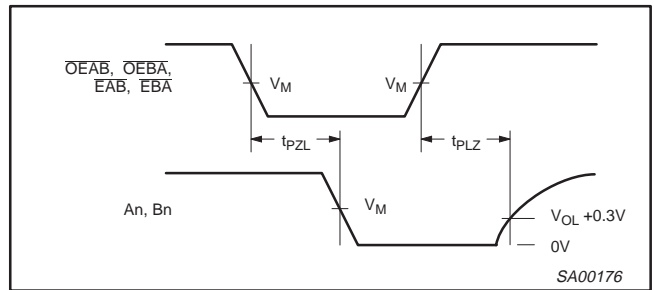 OEAB, OEBA,
EAB, EBA
VM
VM
tPZL
tPLZ
An, Bn
VM
VOL +0.3V
0V
SA00176